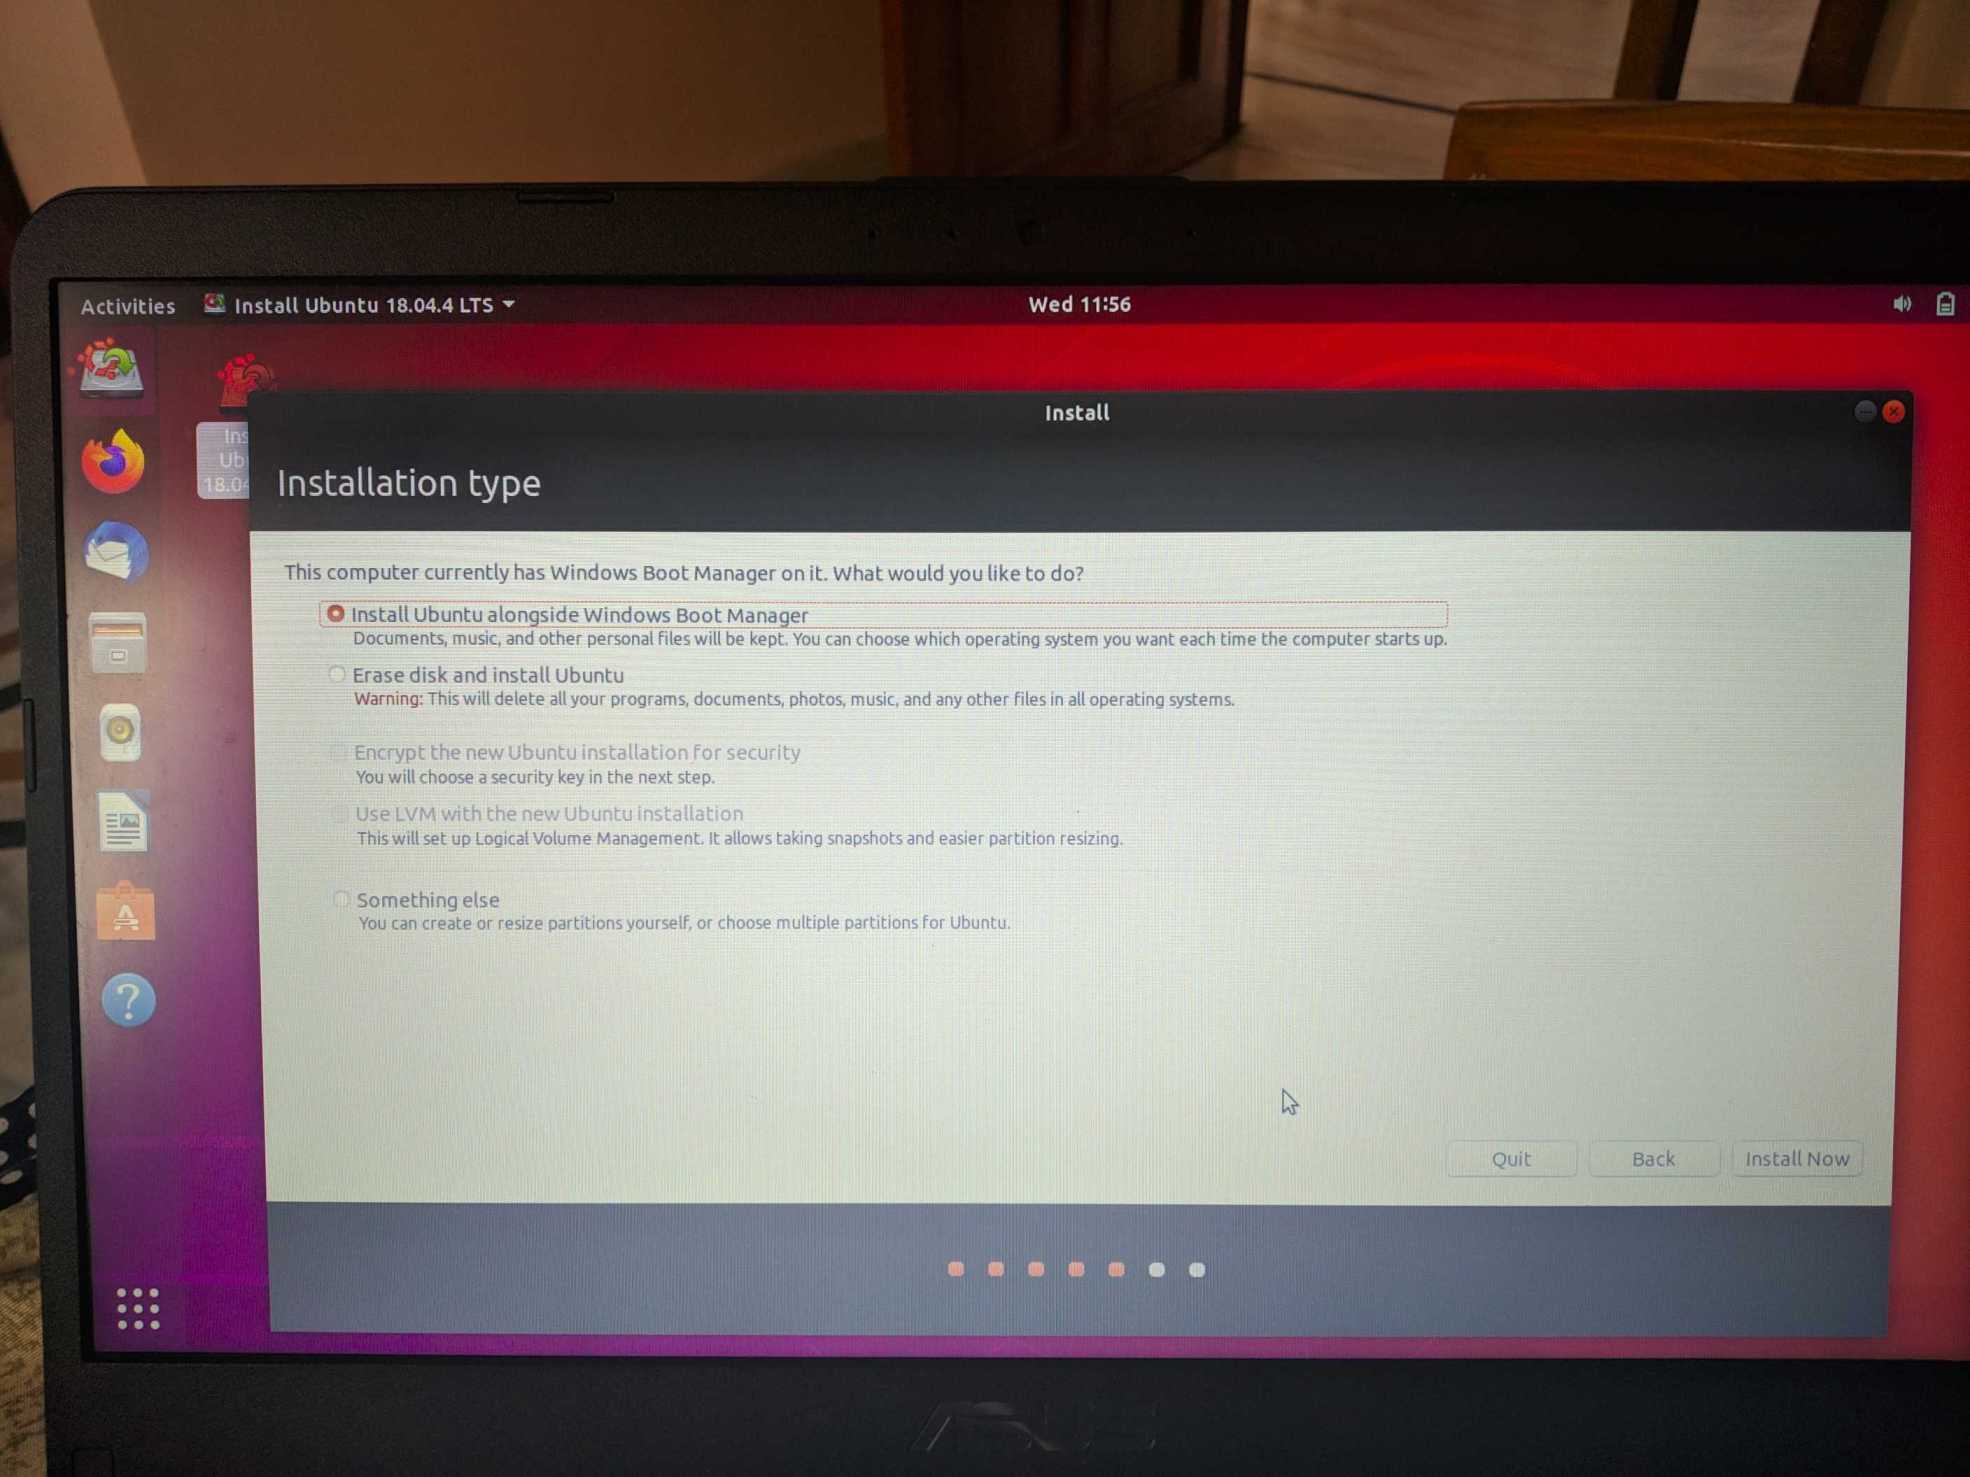 Activities
Install Ubuntu 18.04.4 LTS
Wed 11:56
Ins
Ub
18.04
Install
Installation type
This computer currently has Windows Boot Manager on it. What would you like to do?
Install Ubuntu alongside Windows Boot Manager
Documents, music, and other personal files will be kept. You can choose which operating system you want each time the computer starts up.
Erase disk and install Ubuntu
Warning: This will delete all your programs, documents, photos, music, and any other files in all operating systems.
Encrypt the new Ubuntu installation for security
You will choose a security key in the next step.
Use LVM with the new Ubuntu installation
This will set up Logical Volume Management. It allows taking snapshots and easier partition resizing.
Something else
You can create or resize partitions yourself, or choose multiple partitions for Ubuntu.
Quit
Back
Install Now
ASUS